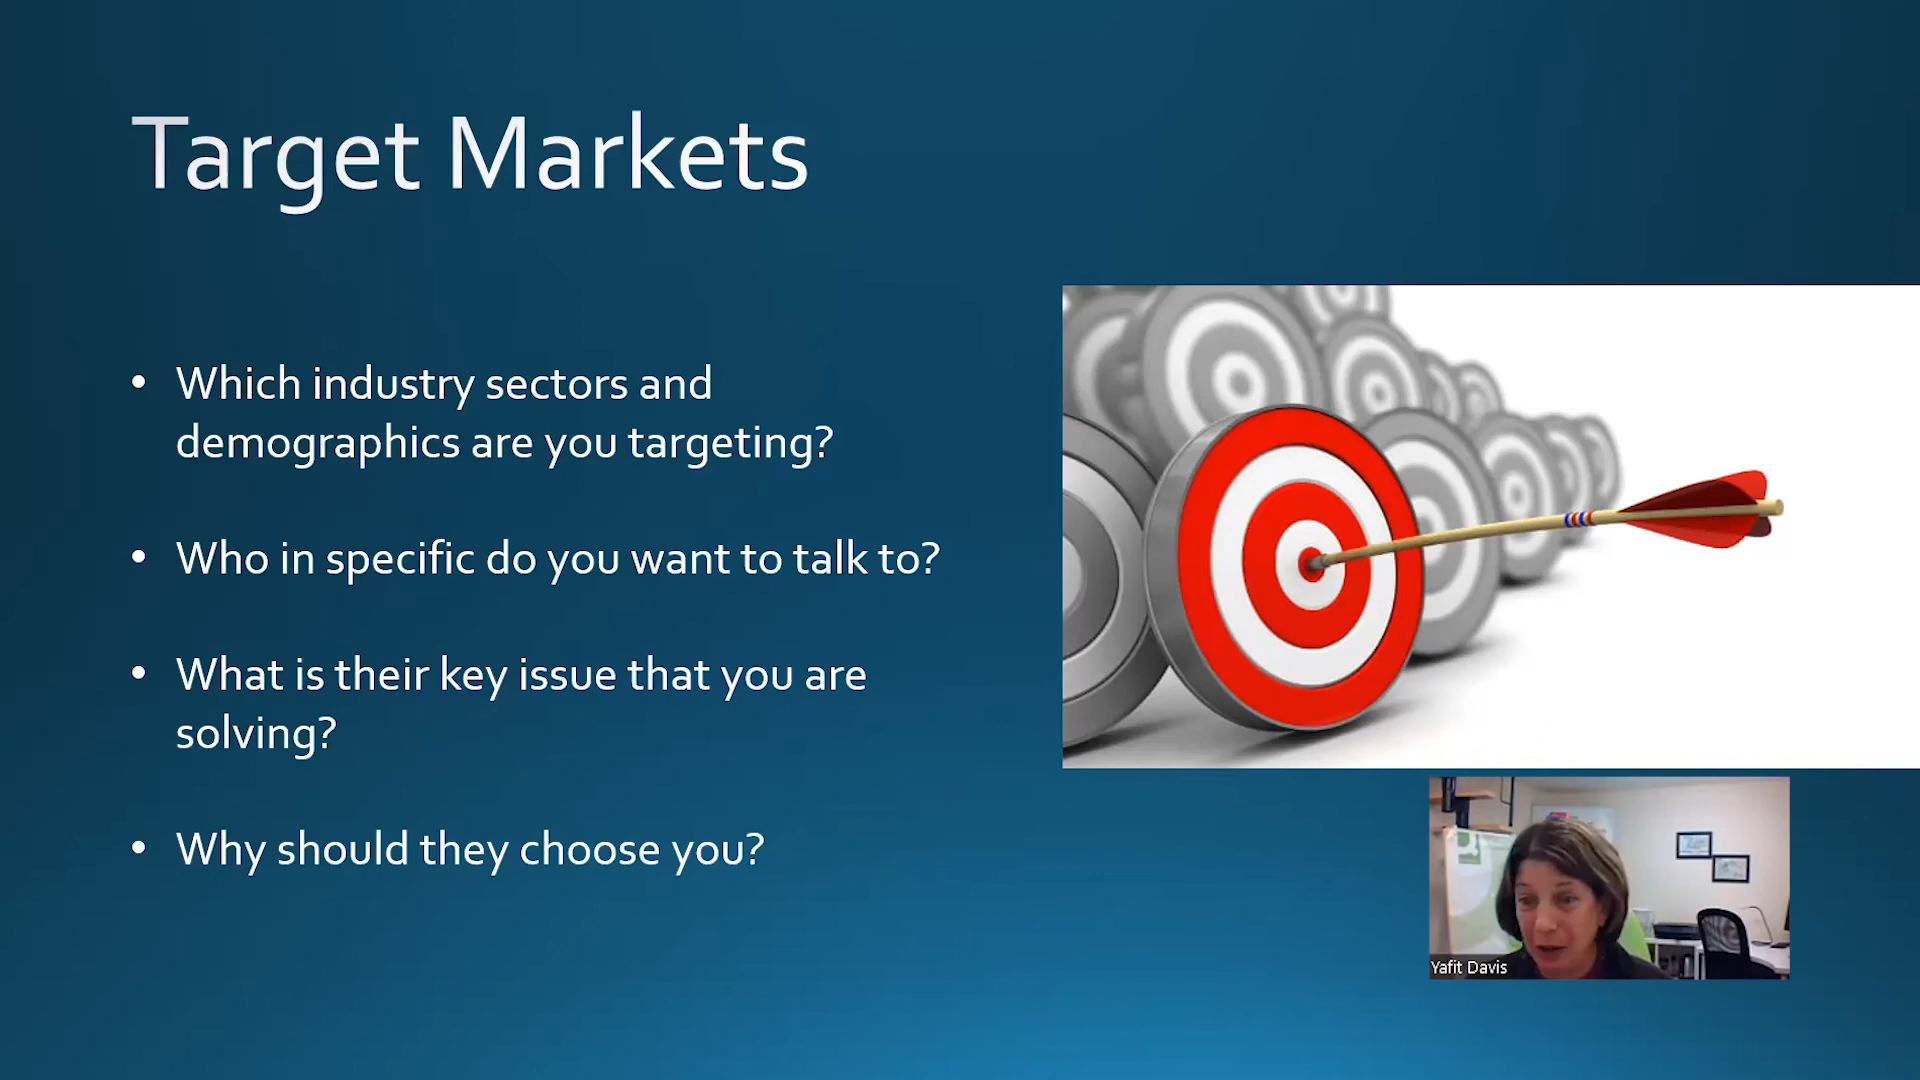 Target Markets
• Which industry sectors and
demographics are you targeting?
• Who in specific do you want to talk to?
• What is their key issue that you are
solving?
• Why should they choose you?
Yafit Davis